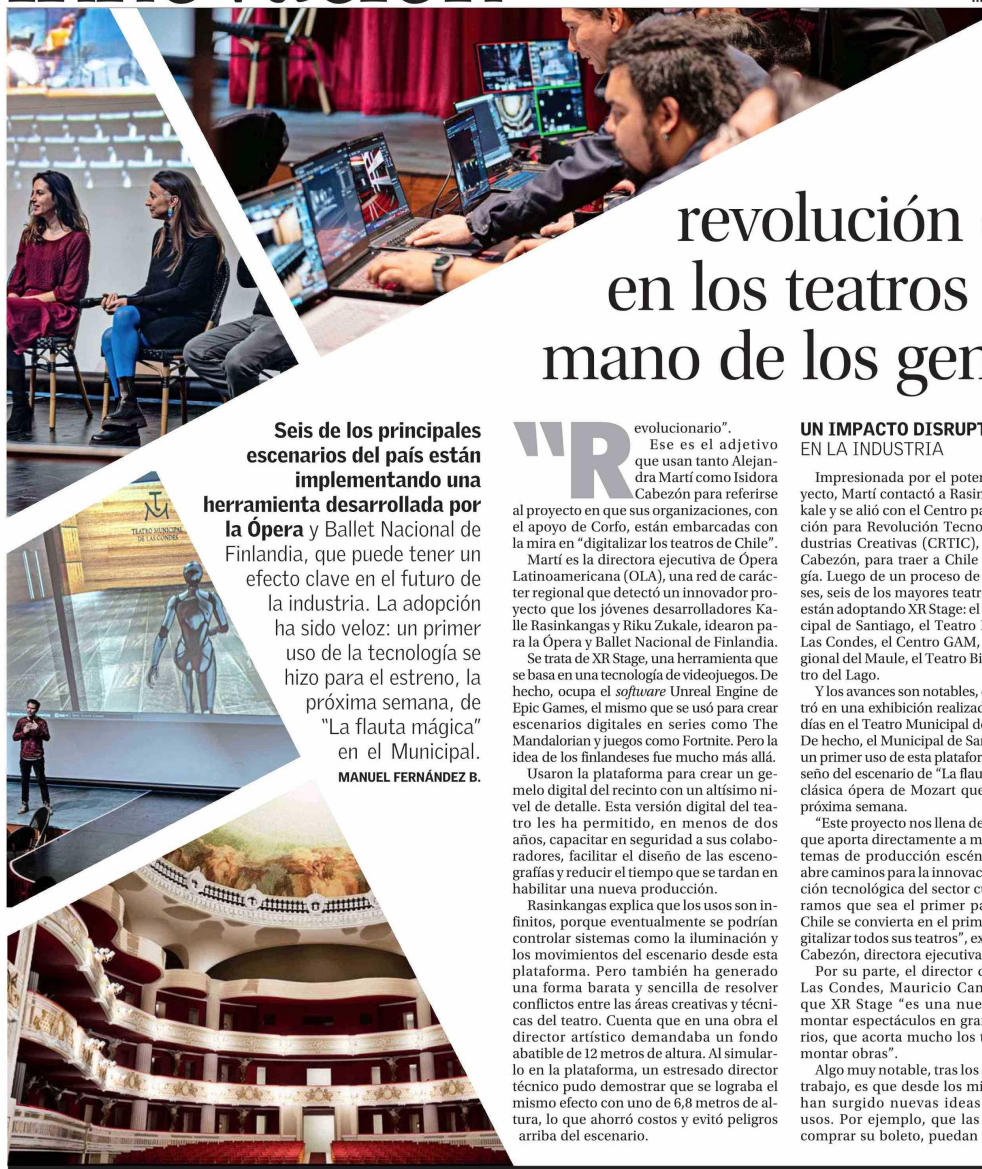 revolución
en los teatros
mano de los
Seis de los principales
escenarios del país están
implementando una
herramienta desarrollada por
la Ópera y Ballet Nacional de
Finlandia, que puede tener un
efecto clave en el futuro de
la industria. La adopción
ha sido veloz: un primer
uso de la tecnología se
hizo para el estreno, la
próxima semana, de
“La flauta mágica”
en el Municipal.
MANUEL FERNÁNDEZ B.
TEATRO MUNICIPAL
DE LAS CONDES
“Revolucionario”.
Ese es el adjetivo
que usan tanto Alejan-
dra Martí como Isidora
Cabezón para referirse
al proyecto en que sus organizaciones, con
el apoyo de Corfo, están embarcadas con
la mira en “digitalizar los teatros de Chile”.
Martí es la directora ejecutiva de Ópera
Latinoamericana (OLA), una red de carác-
ter regional que detectó un innovador pro-
yecto que los jóvenes desarrolladores Ka-
lle Rasinkangas y Riku Zukale, idearon pa-
ra la Ópera y Ballet Nacional de Finlandia.
Se trata de XR Stage, una herramienta que
se basa en una tecnología de videojuegos. De
hecho, ocupa el software Unreal Engine de
Epic Games, el mismo que se usó para crear
escenarios digitales en series como The
Mandalorian y juegos como Fortnite. Pero la
idea de los finlandeses fue mucho más allá.
Usaron la plataforma para crear un ge-
melo digital del recinto con un altísimo ni-
vel de detalle. Esta versión digital del tea-
tro les ha permitido, en menos de dos
años, capacitar en seguridad a sus colabo-
radores, facilitar el diseño de las esceno-
grafías y reducir el tiempo que se tardan en
habilitar una nueva producción.
Rasinkangas explica que los usos son in-
finitos, porque eventualmente se podrían
controlar sistemas como la iluminación y
los movimientos del escenario desde esta
plataforma. Pero también ha generado
una forma barata y sencilla de resolver
conflictos entre las áreas creativas y técni-
cas del teatro. Cuenta que en una obra el
director artístico demandaba un fondo
abatible de 12 metros de altura. Al simular-
lo en la plataforma, un estresado director
técnico pudo demostrar que se lograba el
mismo efecto con uno de 6,8 metros de al-
tura, lo que ahorró costos y evitó peligros
arriba del escenario.
UN IMPACTO
EN LA INDUSTRIA
Impresionada por el
yecto, Martí contactó a
kale y se alió con el Centro
ción para Revolución
dustrias Creativas (CRTIC),
Cabezón, para traer a Chile
gía. Luego de un proceso de
ses, seis de los mayores
están adoptando XR Stage: el
cipal de Santiago, el Teatro
Las Condes, el Centro GAM,
gional del Maule, el Teatro
tro del Lago.
Y los avances son notables,
tró en una exhibición
días en el Teatro Municipal
De hecho, el Municipal de
un primer uso de esta
seño del escenario de “La
clásica ópera de Mozart que
próxima semana.
“Este proyecto nos llena de
que aporta directamente a
temas de producción
abre caminos para la
ción tecnológica del sector
ramos que sea el primer
Chile se convierta en el
gitalizar todos sus teatros”,
Cabezón, directora ejecutiva
Por su parte, el director
Las Condes, Mauricio
que XR Stage “es una
montar espectáculos en
rios, que acorta mucho los
montar obras”.
Algo muy notable, tras los
trabajo, es que desde los
han surgido nuevas ideas
usos. Por ejemplo, que las
comprar su boleto, puedan